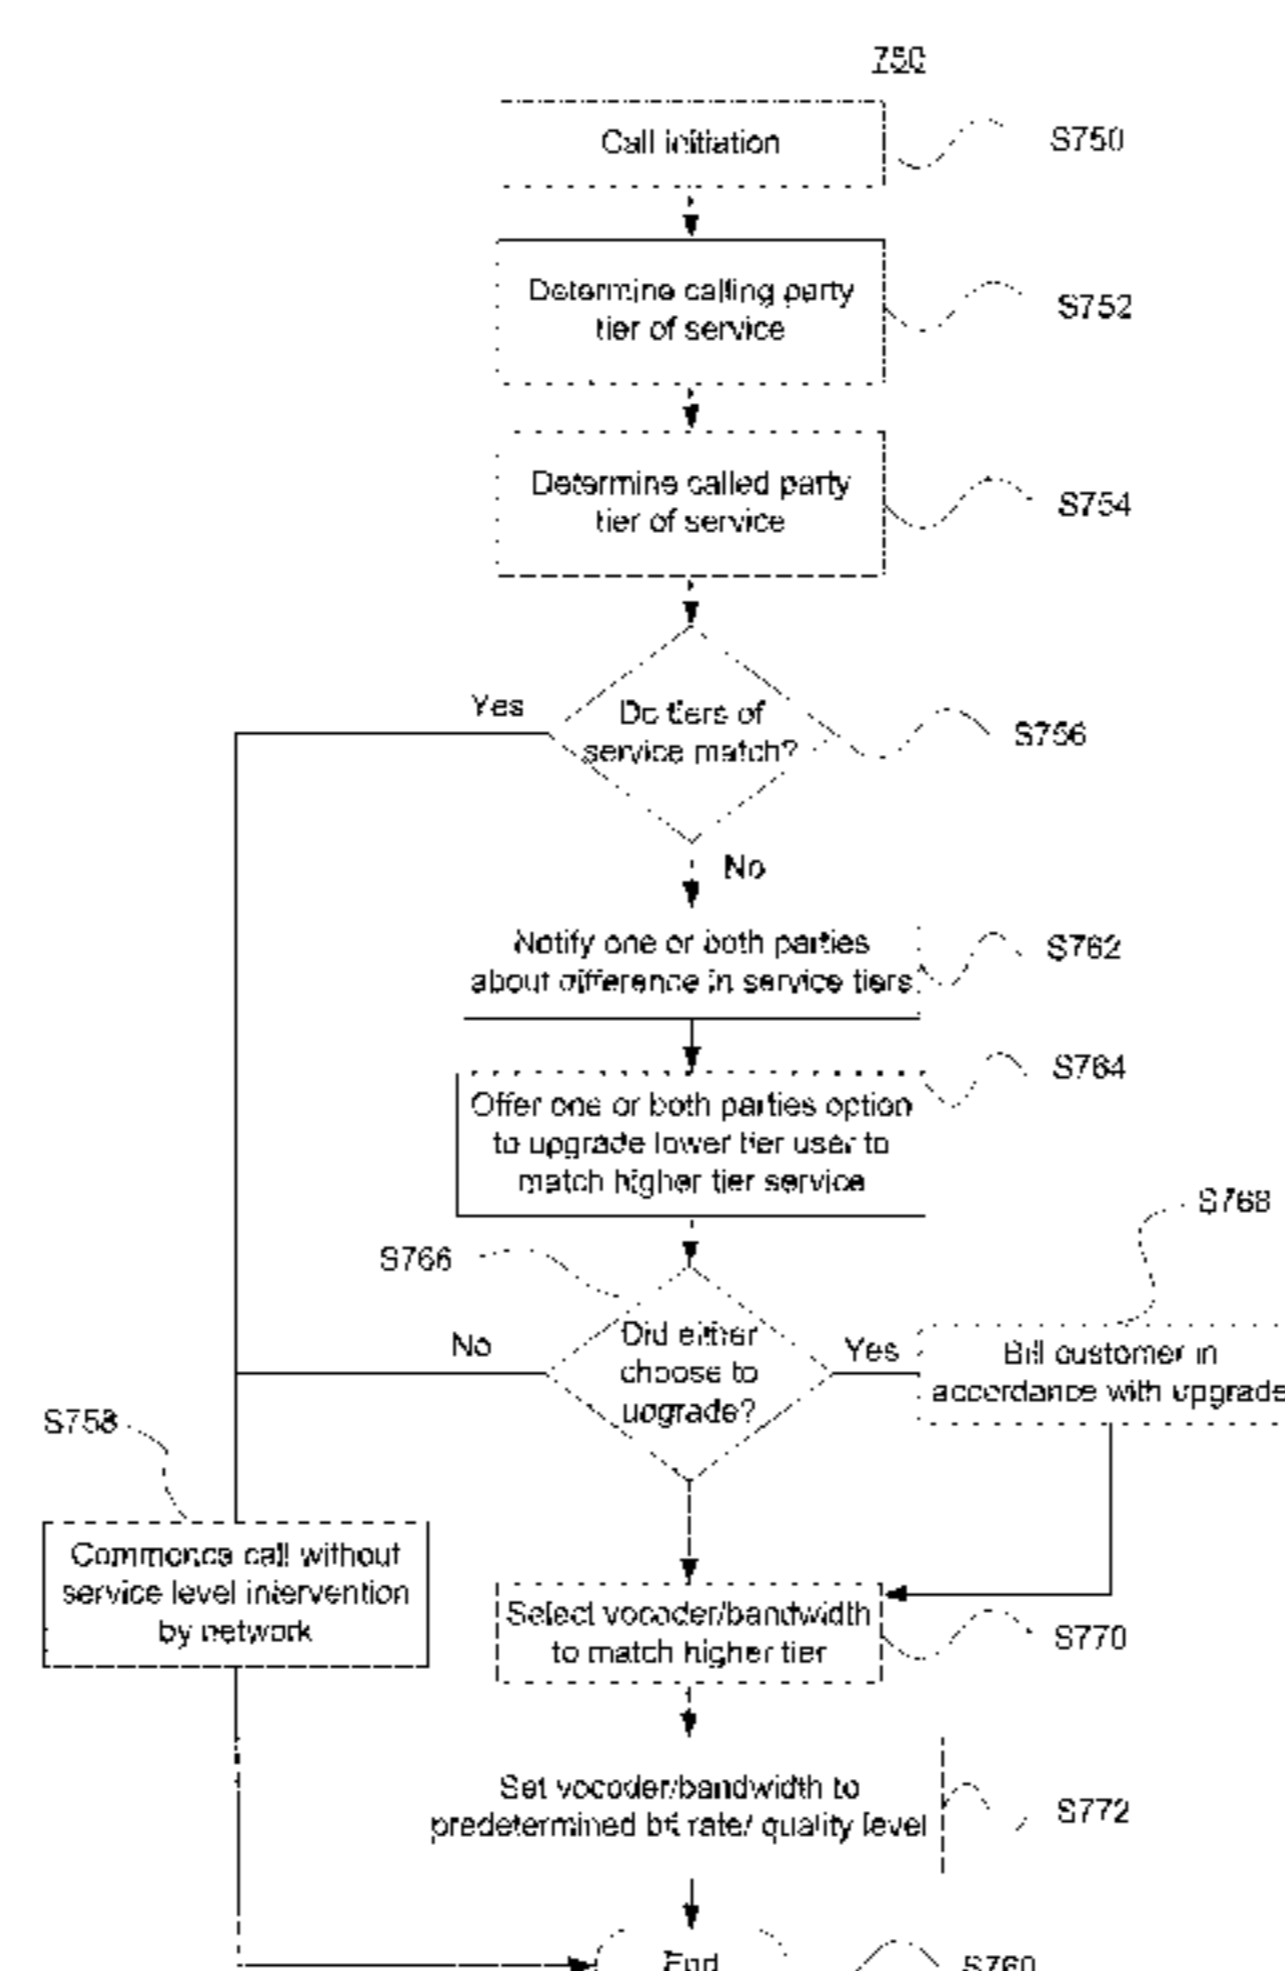 750
Call initiation
S750
Determine calling party
tier of service
S752
Determine called party
tier of service
S754
Yes
Do tiers of
service match?
S756
No
Notify one or both parties
about difference in service tiers
S762
S764
Offer one or both parties option
to upgrade lower tier user to
match higher tier service
S768
S766
No
Did either
choose to
upgrade?
Yes
Bill customer in
accordance with upgrade
S758
Commence call without
service level intervention
by network
Select vocoder/bandwidth
to match higher tier
S770
Set vocoder/bandwidth to
predetermined bit rate/ quality level
S772
End
S760